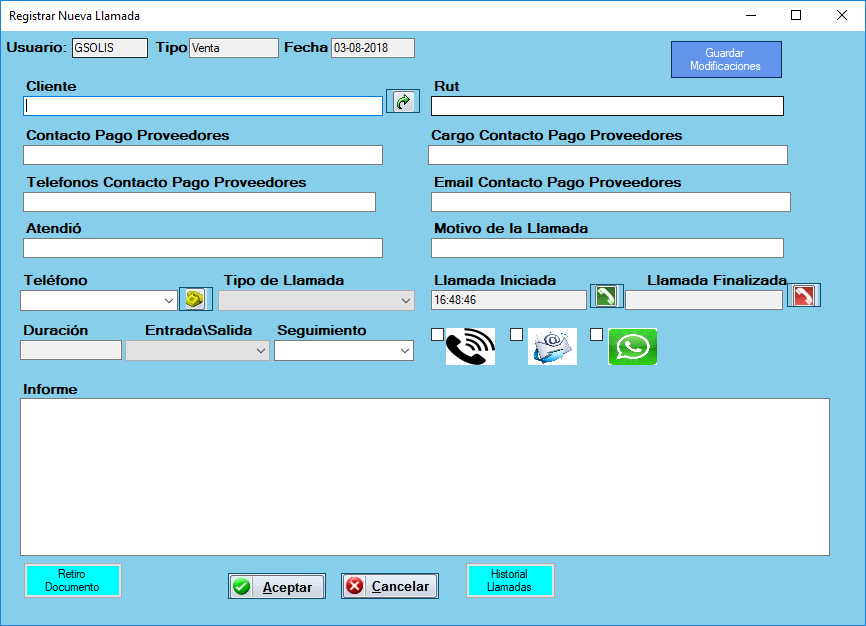 Registrar Nueva Llamada
Usuario: GSOLIS Tipo Venta Fecha 03-08-2018
Guardar
Modificaciones
Cliente Rut
Contacto Pago Proveedores Cargo Contacto Pago Proveedores
Telefonos Contacto Pago Proveedores Email Contacto Pago Proveedores
Atendió Motivo de la Llamada
Teléfono Tipo de Llamada Llamada Iniciada Llamada Finalizada
16:48:46
Duración Entrada\Salida Seguimiento
@
Informe
Retiro
Documento
Aceptar Cancelar
Historial
Llamadas